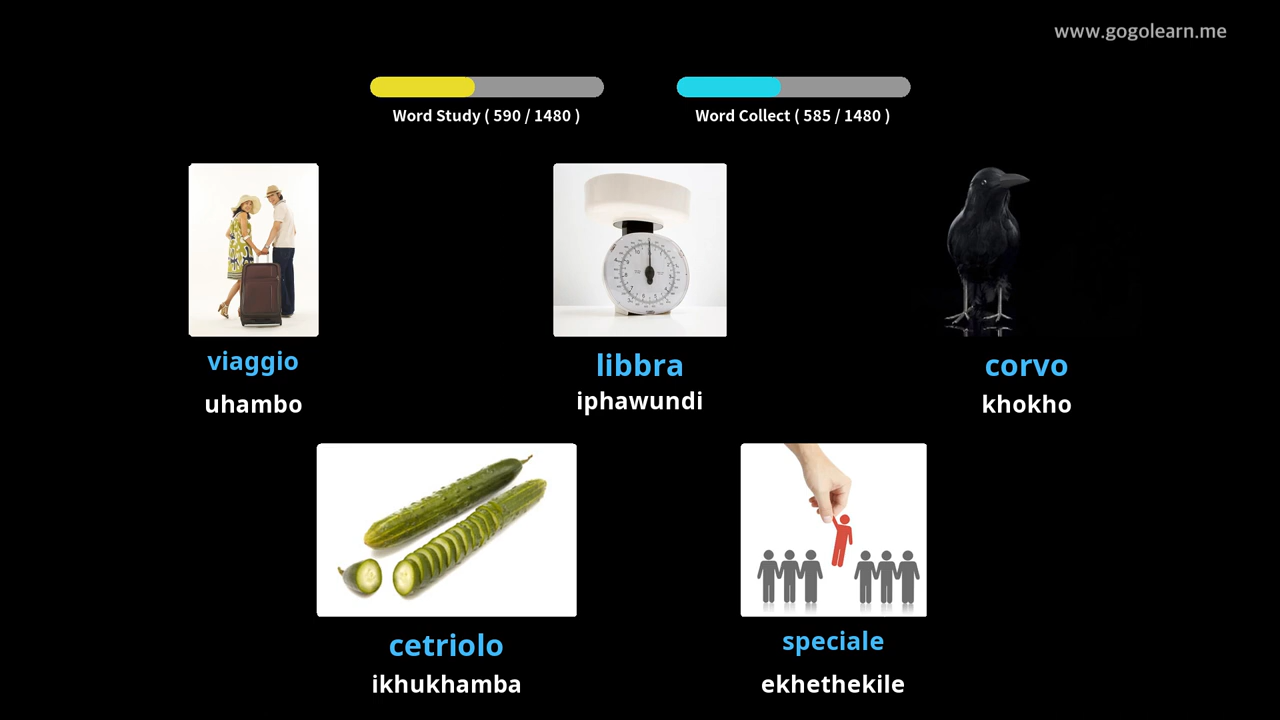 www.gogolearn.me
Word Study ( 590 / 1480 )
Word Collect ( 585 / 1480 )
viaggio
uhambo
libbra
iphawundi
corvo
khokho
cetriolo
ikhukhamba
speciale
ekhethekile